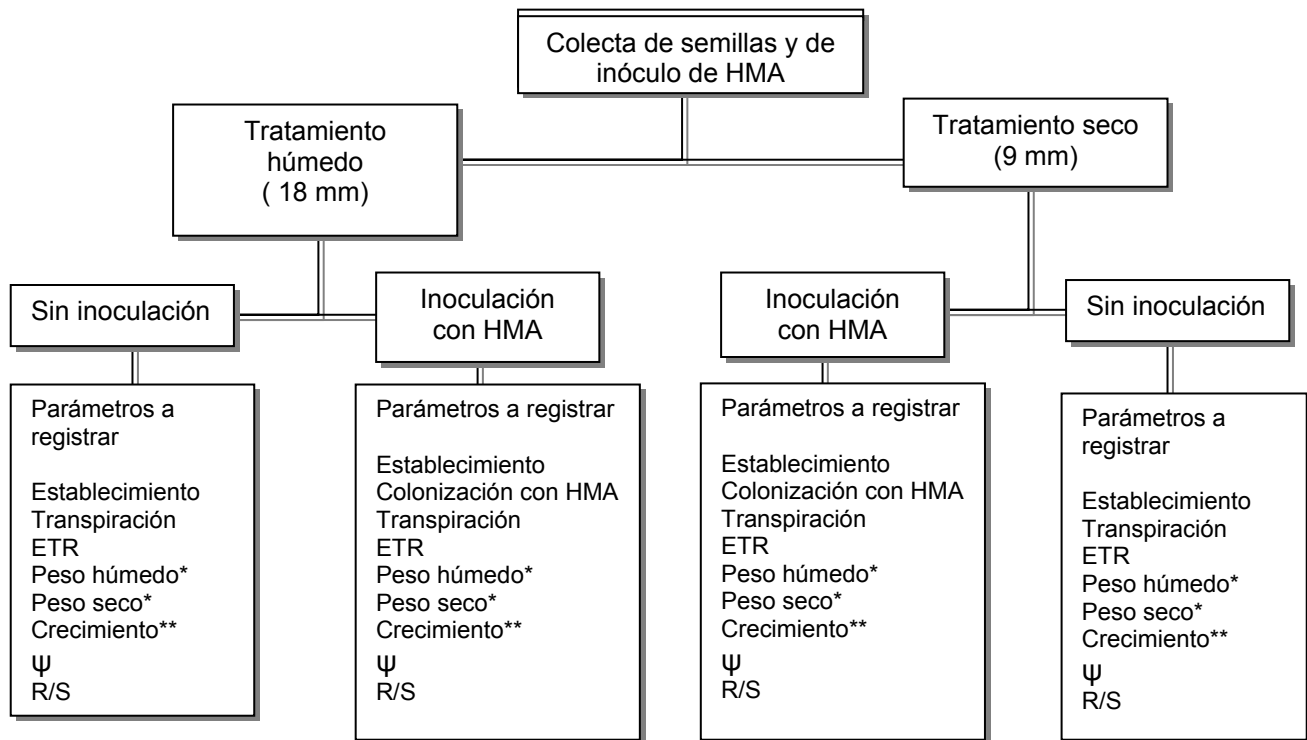 Colecta de semillas y de
inóculo de HMA
Tratamiento
húmedo
( 18 mm)
Tratamiento seco
(9 mm)
Sin inoculación
Inoculación
con HMA
Inoculación
con HMA
Sin inoculación
Parámetros a
registrar
Establecimiento
Transpiración
ETR
Peso húmedo*
Peso seco*
Crecimiento**
Ψ
R/S
Parámetros a registrar
Establecimiento
Colonización con HMA
Transpiración
ETR
Peso húmedo*
Peso seco*
Crecimiento**
Ψ
R/S
Parámetros a registrar
Establecimiento
Colonización con HMA
Transpiración
ETR
Peso húmedo*
Peso seco*
Crecimiento**
Ψ
R/S
Parámetros a
registrar
Establecimiento
Transpiración
ETR
Peso húmedo*
Peso seco*
Crecimiento**
Ψ
R/S